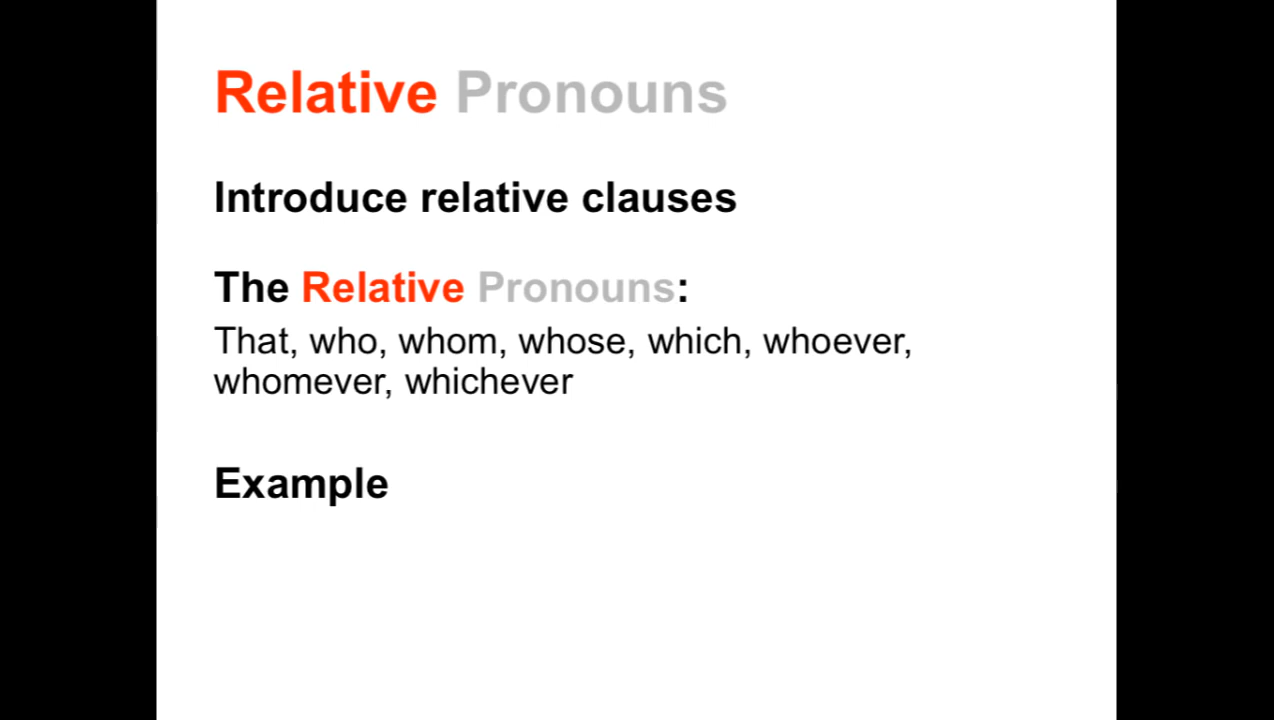 Relative Pronouns
Introduce relative clauses
The Relative Pronouns:
That, who, whom, whose, which, whoever,
whomever, whichever
Example